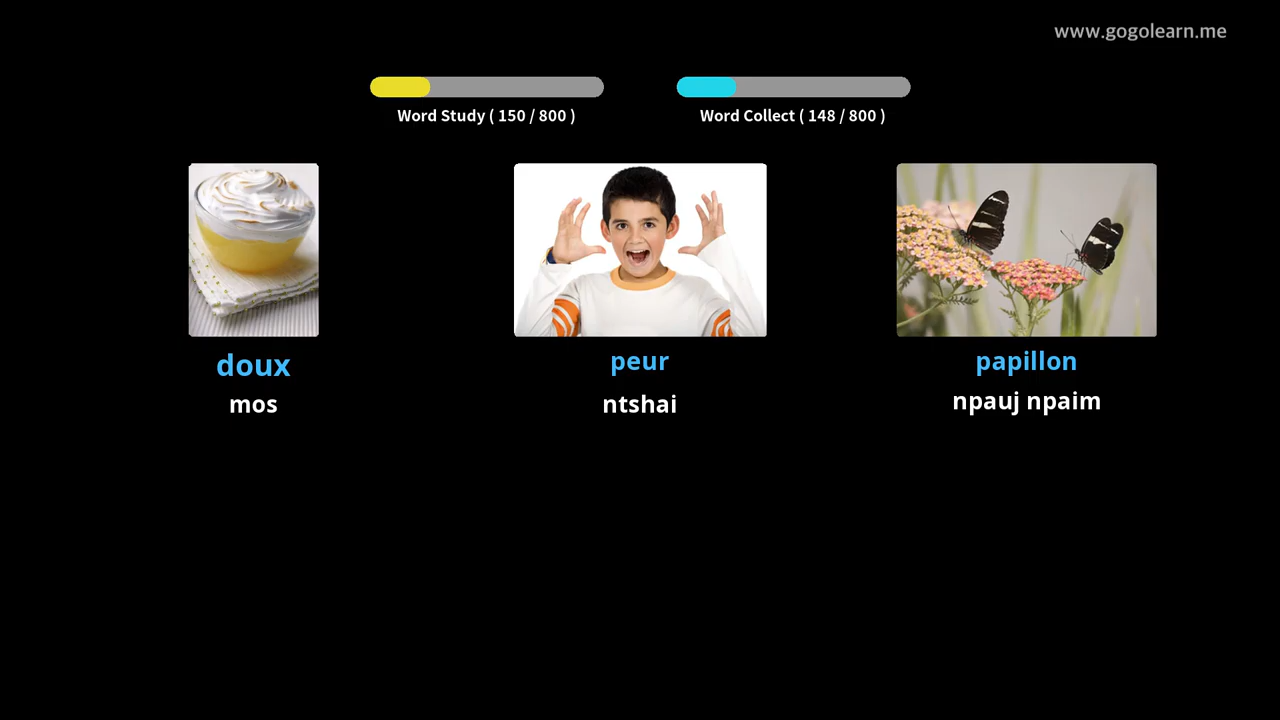 www.gogolearn.me
Word Study ( 150 / 800 )
Word Collect ( 148 / 800 )
doux
peur
papillon
mos
ntshai
npauj npaim